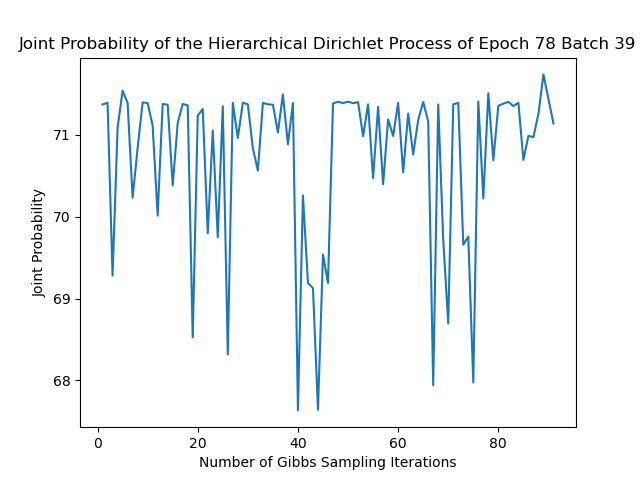 Joint Probability of the Hierarchical Dirichlet Process of Epoch 78 Batch 39
71
70
69
68
Joint Probability
0 20 40 60 80
Number of Gibbs Sampling Iterations